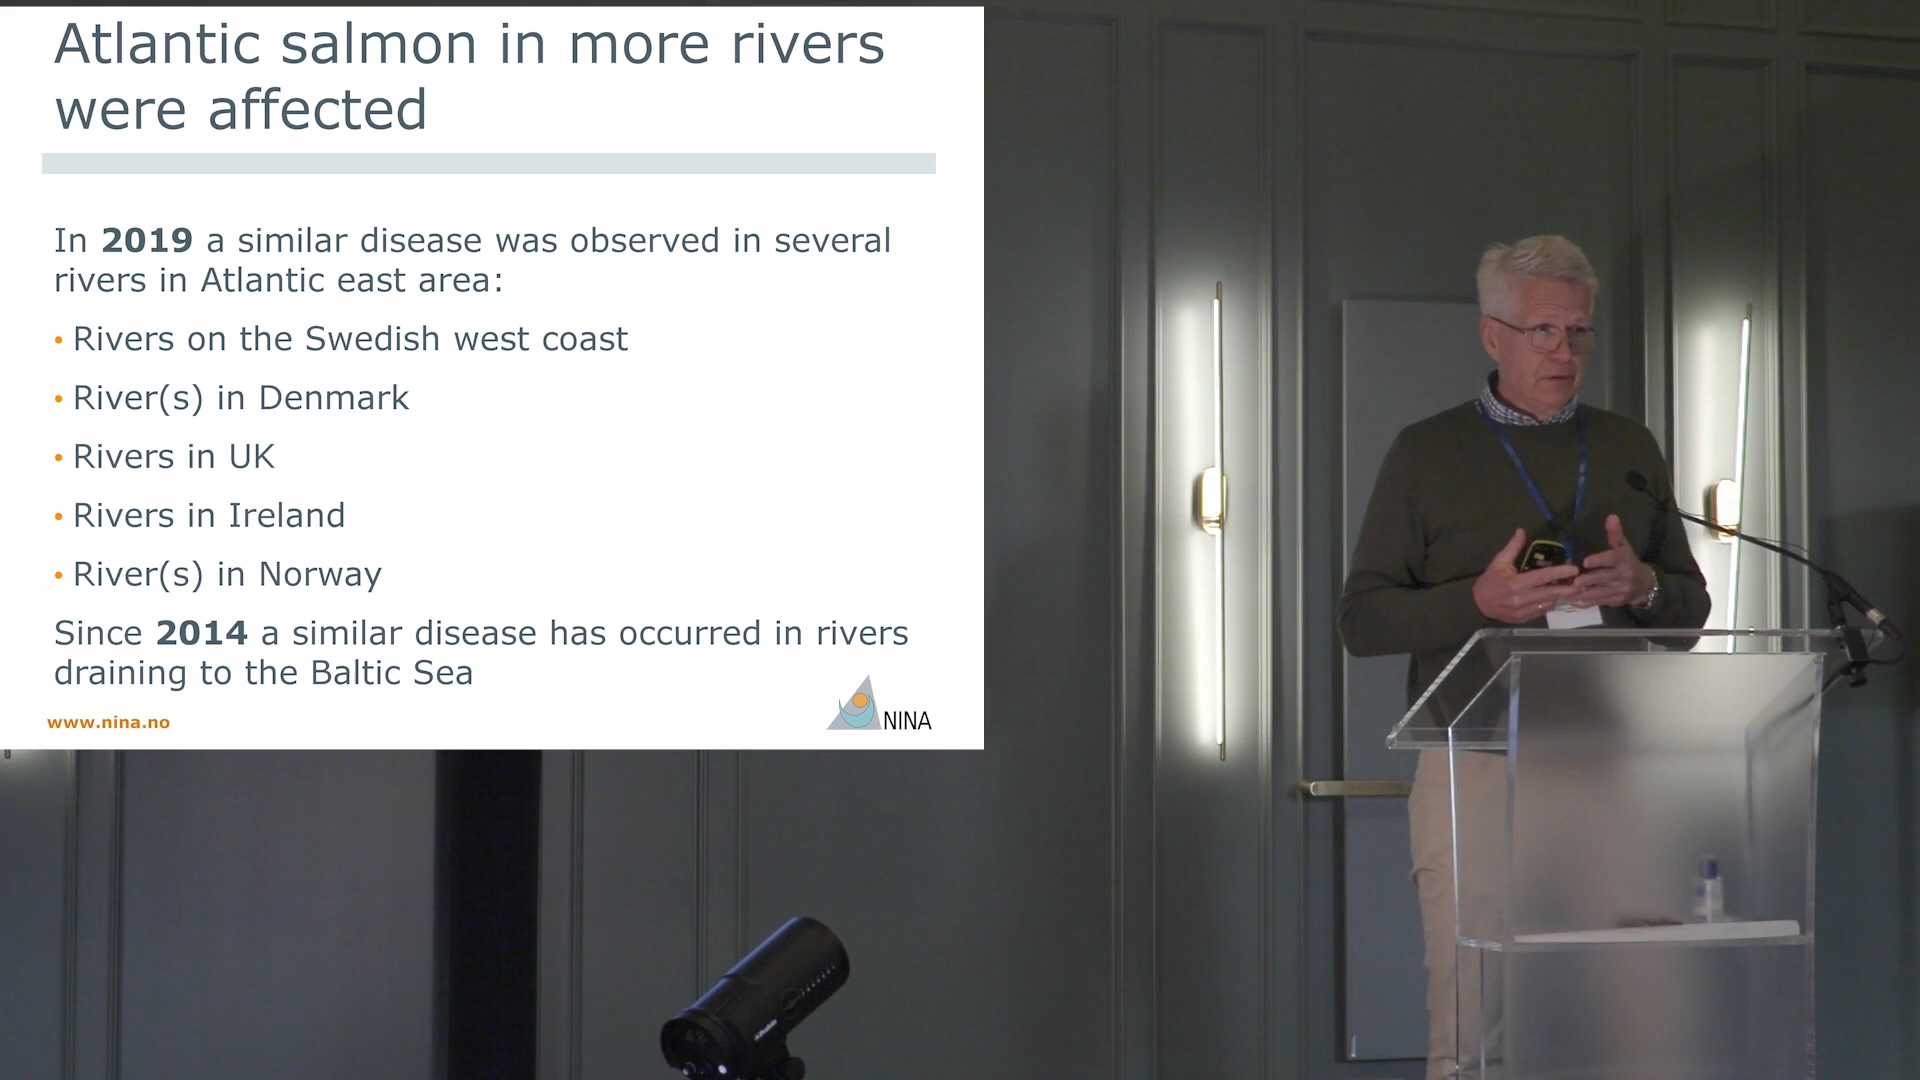 Atlantic salmon in more rivers
were affected
In 2019 a similar disease was observed in several
rivers in Atlantic east area:
• Rivers on the Swedish west coast
• River(s) in Denmark
• Rivers in UK
• Rivers in Ireland
• River(s) in Norway
Since 2014 a similar disease has occurred in rivers
draining to the Baltic Sea
www.nina.no
NINA
Profoto